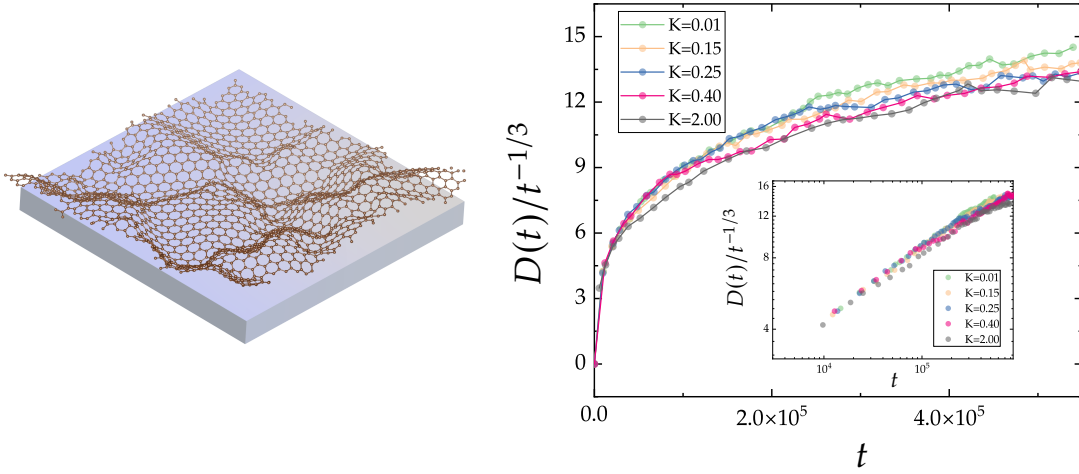 15
12
9
6
3
0
D(t)/t^{-1/3}
K=0.01
K=0.15
K=0.25
K=0.40
K=2.00
16
12
8
4
D(t)/t^{-1/3}
K=0.01
K=0.15
K=0.25
K=0.40
K=2.00
10^4
10^5
t
0.0
2.0×10^5
4.0×10^5
t